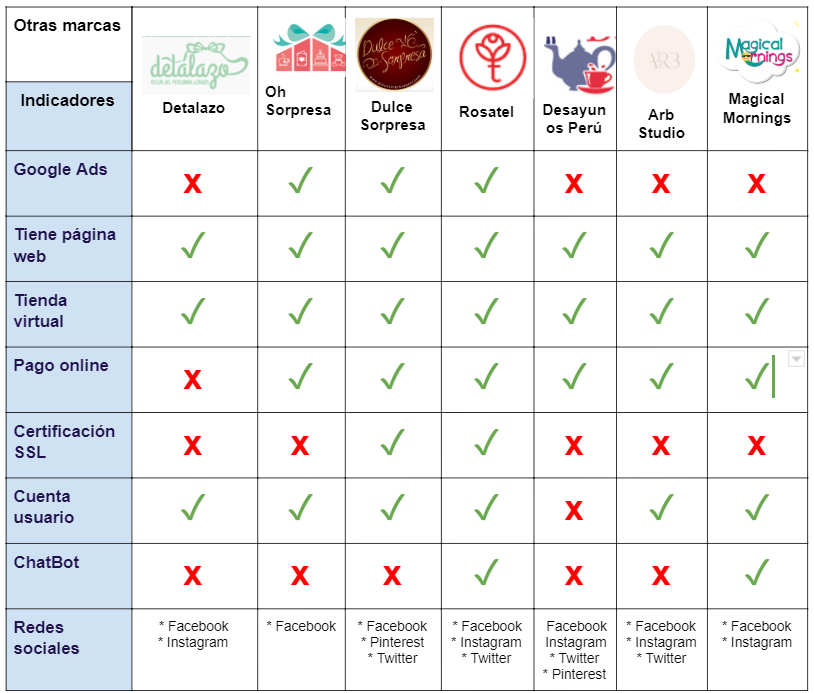 Otras marcas
detalazo
Dulce
Sorpresa
ARB
Magical
Mornings
Indicadores
Detalazo
Oh
Sorpresa
Dulce
Sorpresa
Rosatel
Desayun
os Perú
Arb
Studio
Magical
Mornings
Google Ads
X ✓ ✓ ✓ X X X
Tiene página
web
✓ ✓ ✓ ✓ ✓ ✓ ✓
Tienda
virtual
✓ ✓ ✓ ✓ ✓ ✓ ✓
Pago online
X ✓ ✓ ✓ ✓ ✓ ✓
Certificación
SSL
X X ✓ ✓ X X X
Cuenta
usuario
✓ ✓ ✓ ✓ X ✓ ✓
ChatBot
X X X ✓ X X ✓
Redes
sociales
* Facebook
* Instagram
* Facebook
* Facebook
* Pinterest
* Twitter
* Facebook
* Instagram
* Twitter
Facebook
Instagram
* Twitter
* Pinterest
* Facebook
* Instagram
* Twitter
* Facebook
* Instagram